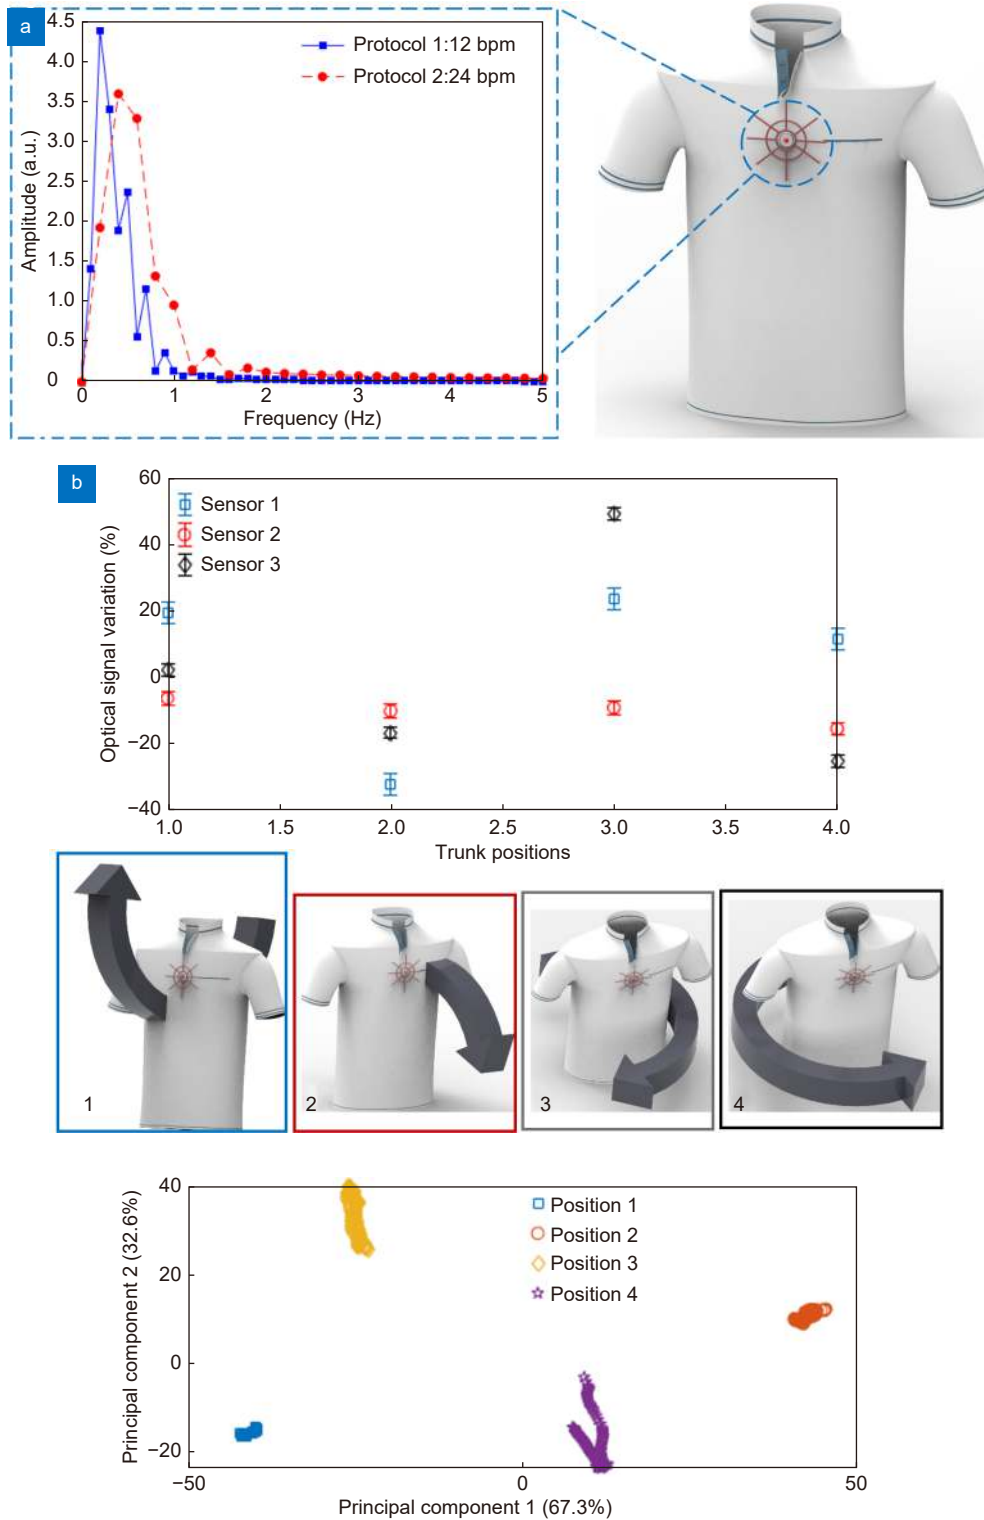 a
4.5
4.0
3.5
3.0
2.5
2.0
1.5
1.0
0.5
0
Amplitude (a.u.)
Protocol 1:12 bpm
Protocol 2:24 bpm
0 1 2 3 4 5
Frequency (Hz)
b
60
40
20
0
−20
−40
Optical signal variation (%)
Sensor 1
Sensor 2
Sensor 3
1.0 1.5 2.0 2.5 3.0 3.5 4.0
Trunk positions
1
2
3
4
40
20
0
−20
Principal component 2 (32.6%)
Position 1
Position 2
Position 3
Position 4
−50 0 50
Principal component 1 (67.3%)